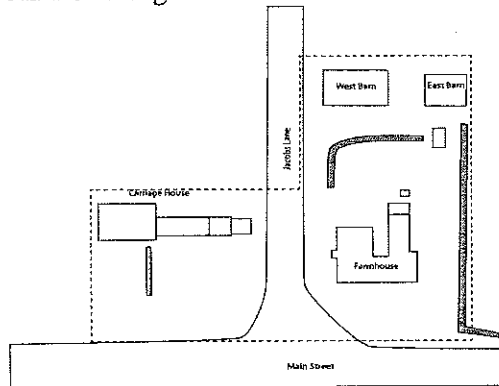 West Barn
East Barn
Jacobs Lane
Carriage House
Farmhouse
Main Street